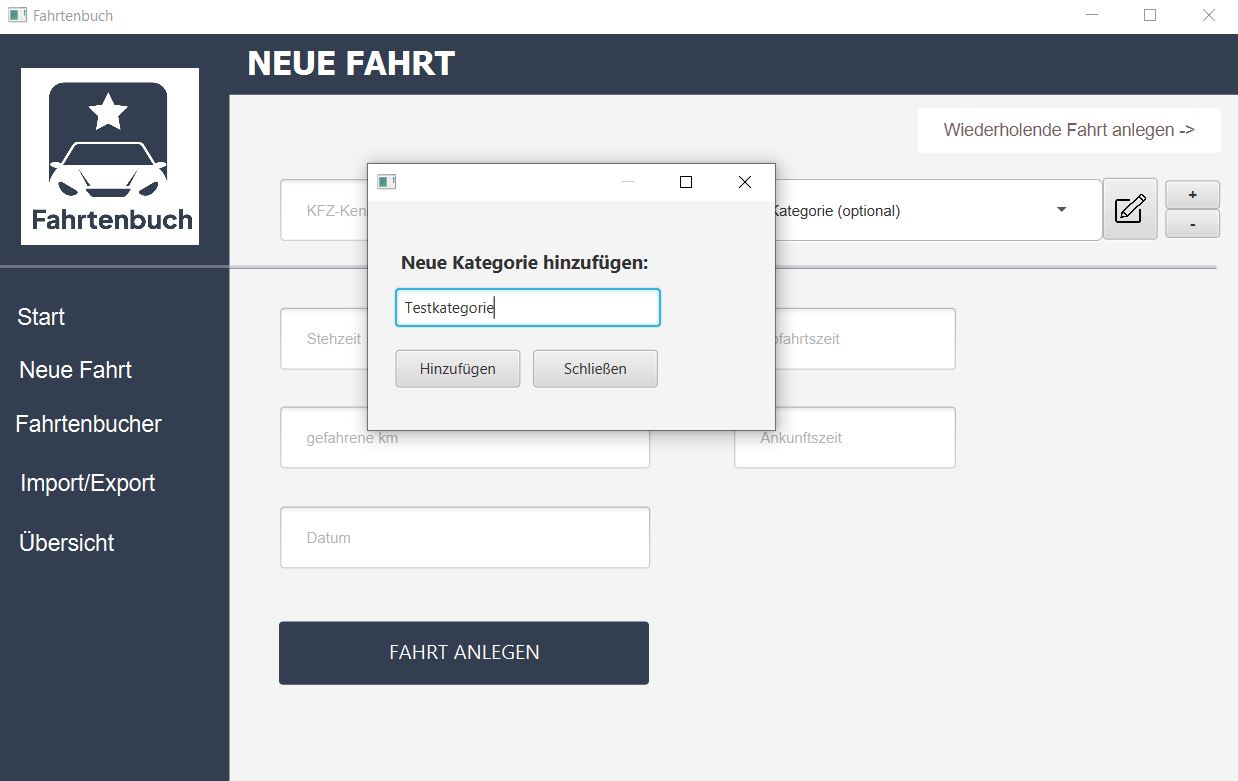 Fahrtenbuch
NEUE FAHRT
Fahrtenbuch
Start
Neue Fahrt
Fahrtenbucher
Import/Export
Übersicht
Wiederholende Fahrt anlegen ->
KFZ-Ken
Kategorie (optional)
+
-
Neue Kategorie hinzufügen:
Testkategorie
Hinzufügen
Schließen
Stehzeit
bfahrtszeit
gefahrene km
Ankunftszeit
Datum
FAHRT ANLEGEN